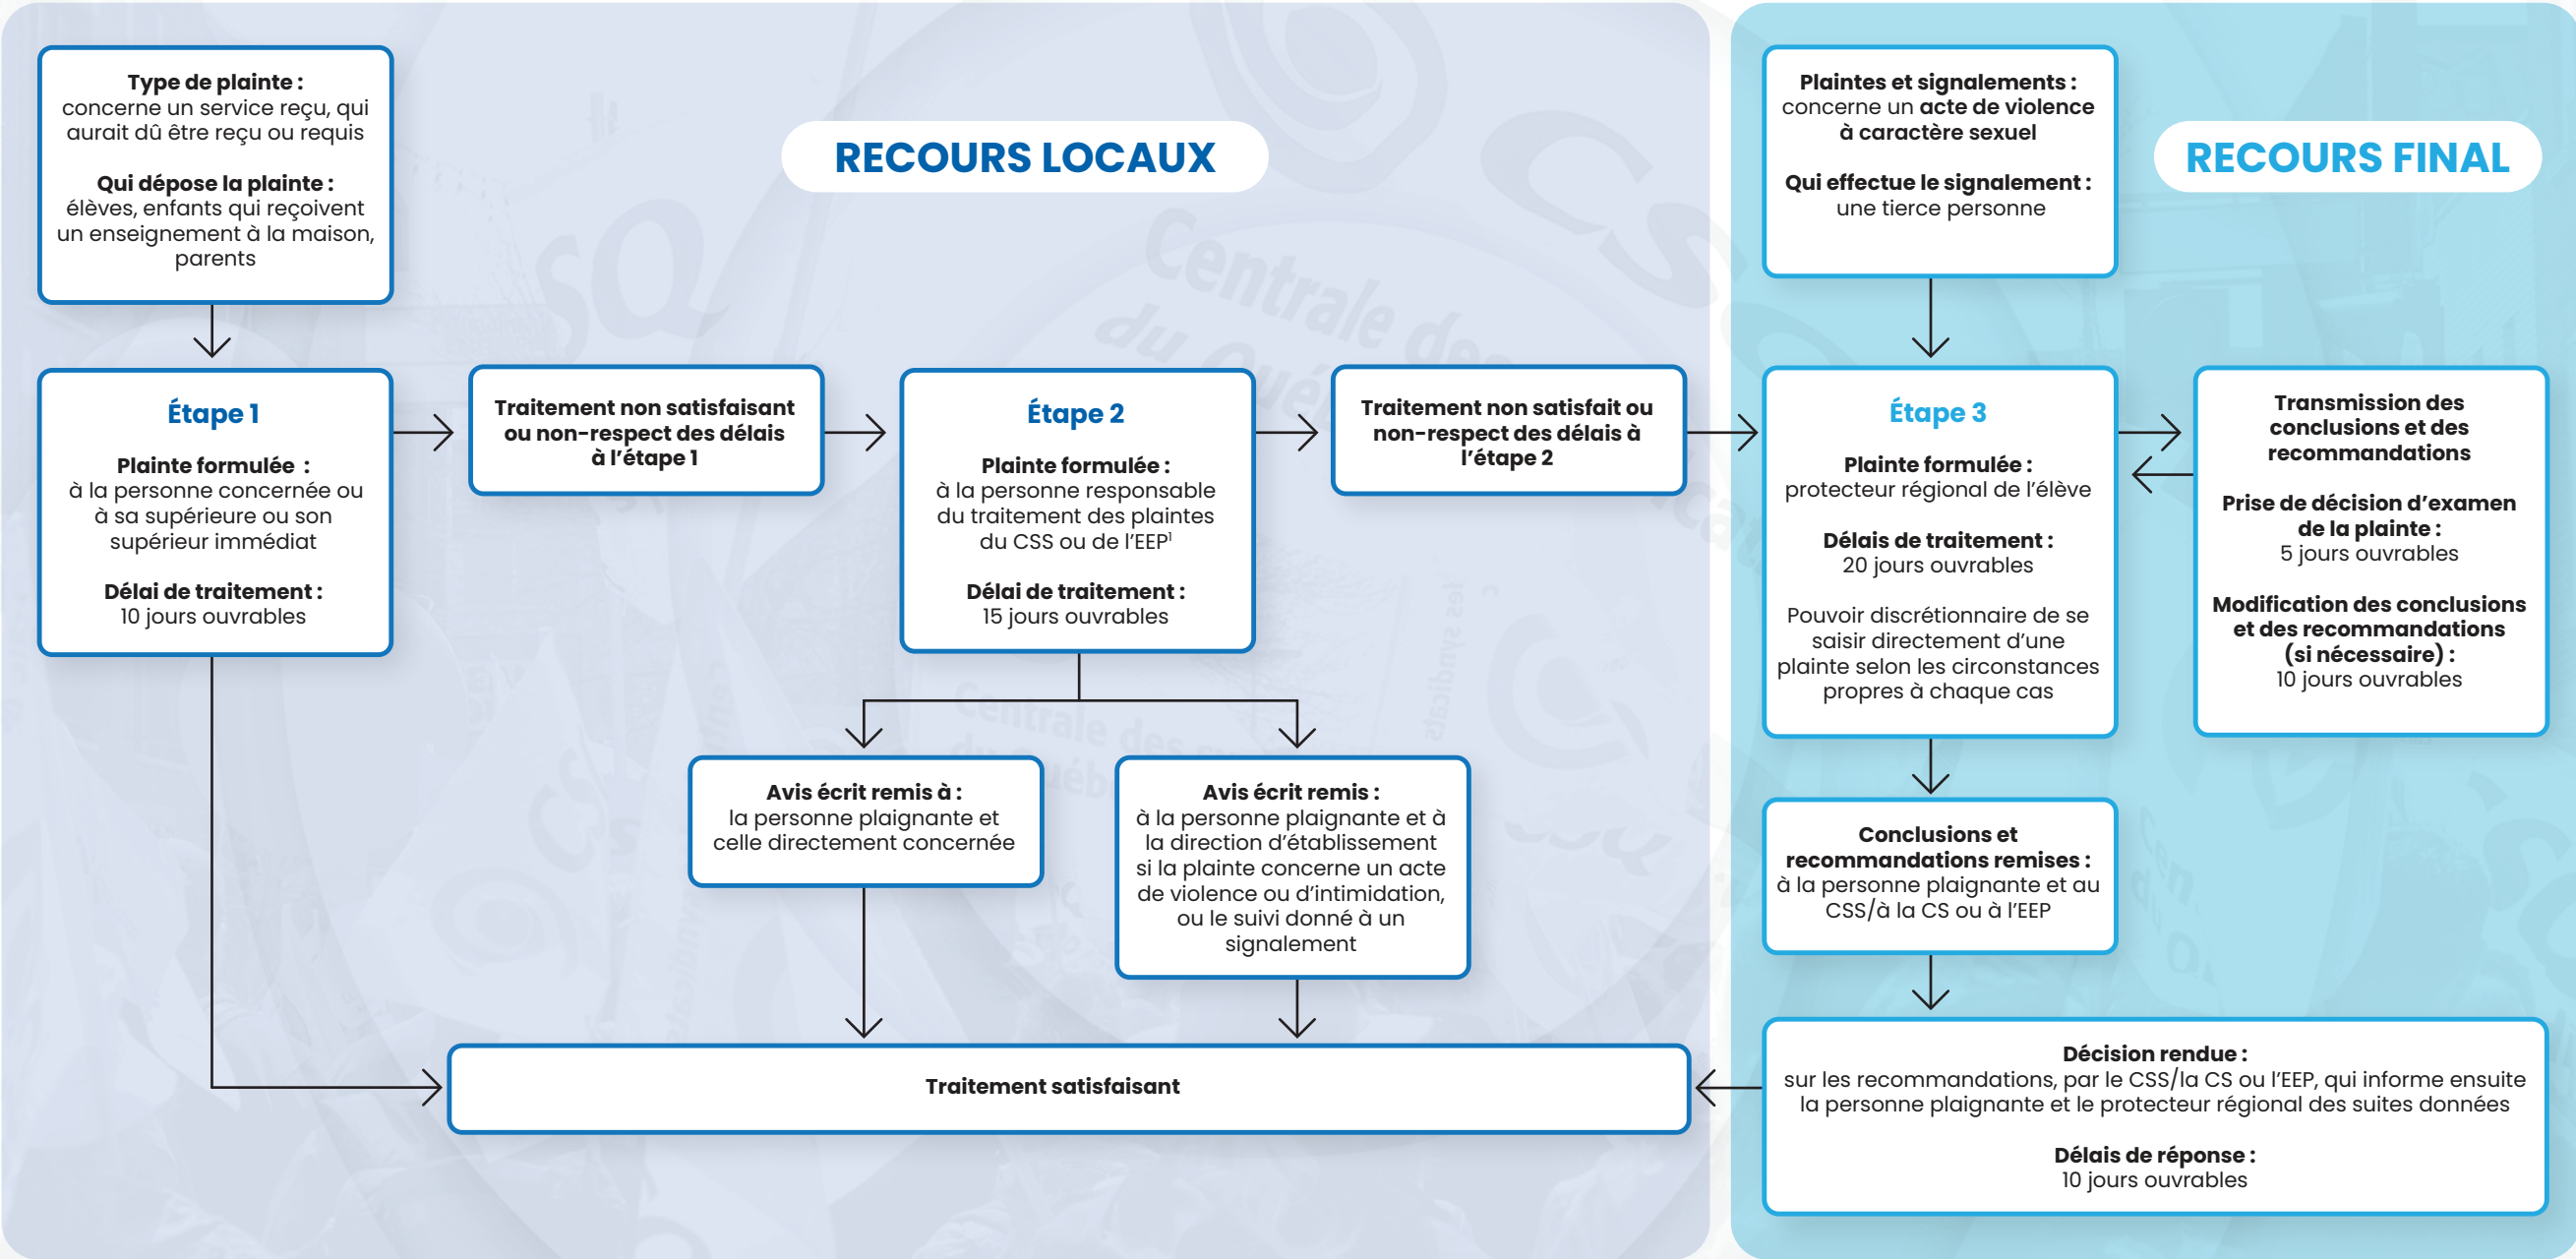 Type de plainte :
concerne un service reçu, qui
aurait dû être reçu ou requis
Qui dépose la plainte :
élèves, enfants qui reçoivent
un enseignement à la maison,
parents
RECOURS LOCAUX
Plaintes et signalements :
concerne un acte de violence
à caractère sexuel
Qui effectue le signalement :
une tierce personne
RECOURS FINAL
Étape 1
Plainte formulée :
à la personne concernée ou
à sa supérieure ou son
supérieur immédiat
Délai de traitement :
10 jours ouvrables
Traitement non satisfaisant
ou non-respect des délais
à l’étape 1
Étape 2
Plainte formulée :
à la personne responsable
du traitement des plaintes
du CSS ou de l’EEP¹
Délai de traitement :
15 jours ouvrables
Traitement non satisfait ou
non-respect des délais à
l’étape 2
Étape 3
Plainte formulée :
protecteur régional de l’élève
Délais de traitement :
20 jours ouvrables
Pouvoir discrétionnaire de se
saisir directement d’une
plainte selon les circonstances
propres à chaque cas
Transmission des
conclusions et des
recommandations
Prise de décision d’examen
de la plainte :
5 jours ouvrables
Modification des conclusions
et des recommandations
(si nécessaire) :
10 jours ouvrables
Avis écrit remis à :
la personne plaignante et
celle directement concernée
Avis écrit remis :
à la personne plaignante et à
la direction d’établissement
si la plainte concerne un acte
de violence ou d’intimidation,
ou le suivi donné à un
signalement
Conclusions et
recommandations remises :
à la personne plaignante et au
CSS/à la CS ou à l’EEP
Traitement satisfaisant
Décision rendue :
sur les recommandations, par le CSS/la CS ou l’EEP, qui informe ensuite
la personne plaignante et le protecteur régional des suites données
Délais de réponse :
10 jours ouvrables